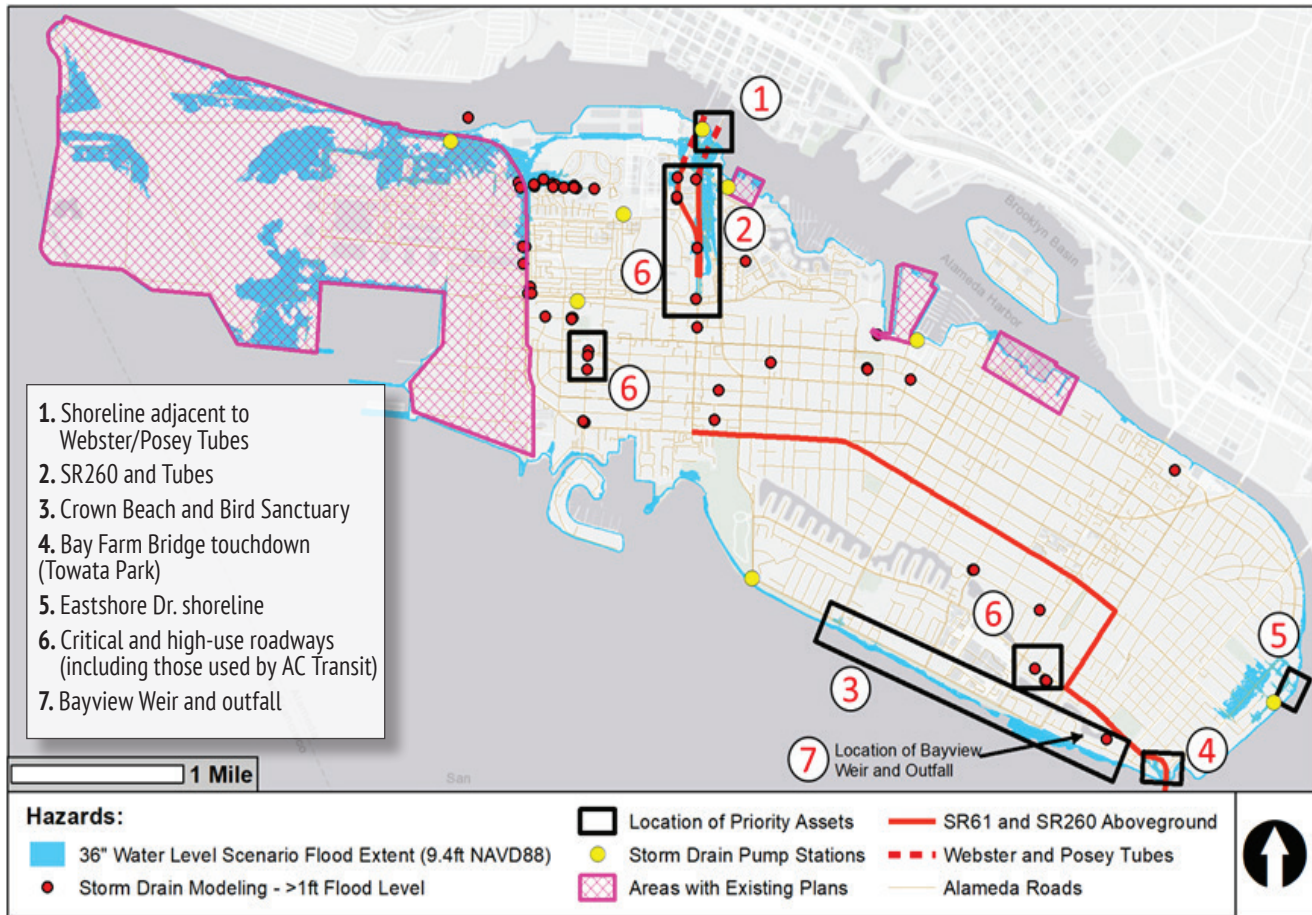 1
2
6
6
6
5
3
4
7
Location of Bayview
Weir and Outfall
Brooklyn Basin
Alameda Harbor
San
1. Shoreline adjacent to
Webster/Posey Tubes
2. SR260 and Tubes
3. Crown Beach and Bird Sanctuary
4. Bay Farm Bridge touchdown
(Towata Park)
5. Eastshore Dr. shoreline
6. Critical and high-use roadways
(including those used by AC Transit)
7. Bayview Weir and outfall
1 Mile
Hazards:
36" Water Level Scenario Flood Extent (9.4ft NAVD88)
Storm Drain Modeling - >1ft Flood Level
Location of Priority Assets
Storm Drain Pump Stations
Areas with Existing Plans
SR61 and SR260 Aboveground
Webster and Posey Tubes
Alameda Roads